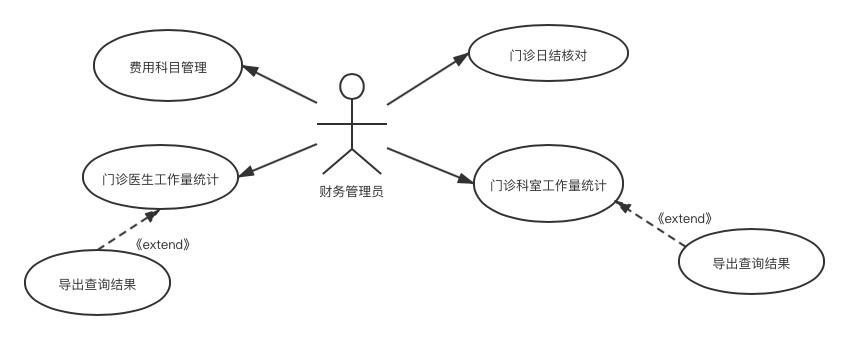 费用科目管理
门诊日结核对
门诊医生工作量统计
财务管理员
门诊科室工作量统计
《extend》
《extend》
导出查询结果
导出查询结果